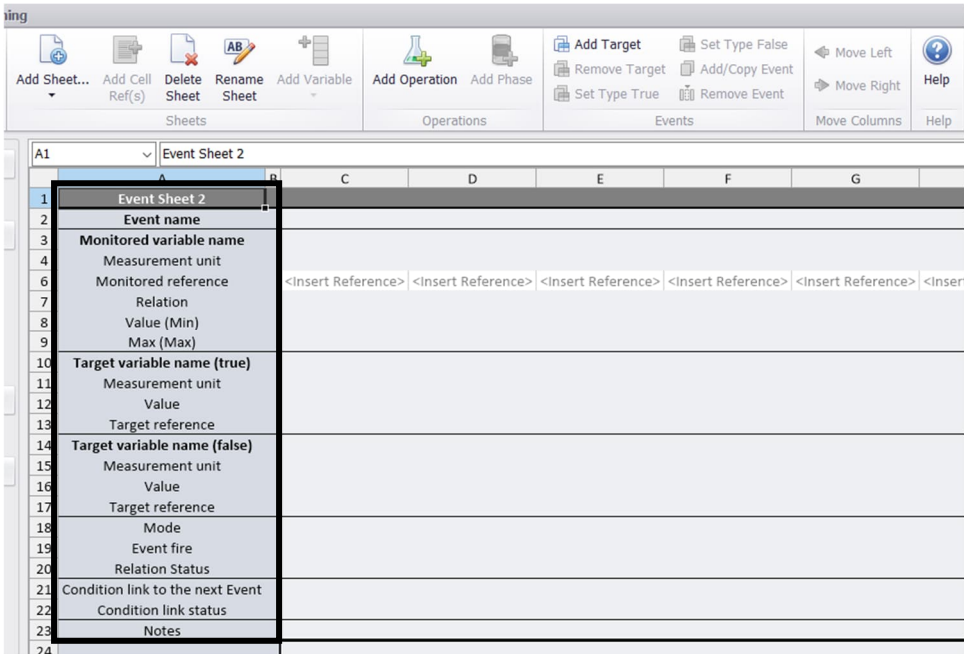 ning
Add Sheet... Add Cell Ref(s) Delete Sheet Rename Sheet Add Variable
Sheets
Add Operation Add Phase
Operations
Add Target Set Type False
Remove Target Add/Copy Event
Set Type True Remove Event
Events
Move Left
Move Right
Move Columns
Help
Help
A1 Event Sheet 2
A B C D E F G
1 Event Sheet 2
2 Event name
3 Monitored variable name
4 Measurement unit
6 Monitored reference <Insert Reference> <Insert Reference> <Insert Reference> <Insert Reference> <Insert Reference> <Inser
7 Relation
8 Value (Min)
9 Max (Max)
10 Target variable name (true)
11 Measurement unit
12 Value
13 Target reference
14 Target variable name (false)
15 Measurement unit
16 Value
17 Target reference
18 Mode
19 Event fire
20 Relation Status
21 Condition link to the next Event
22 Condition link status
23 Notes
24